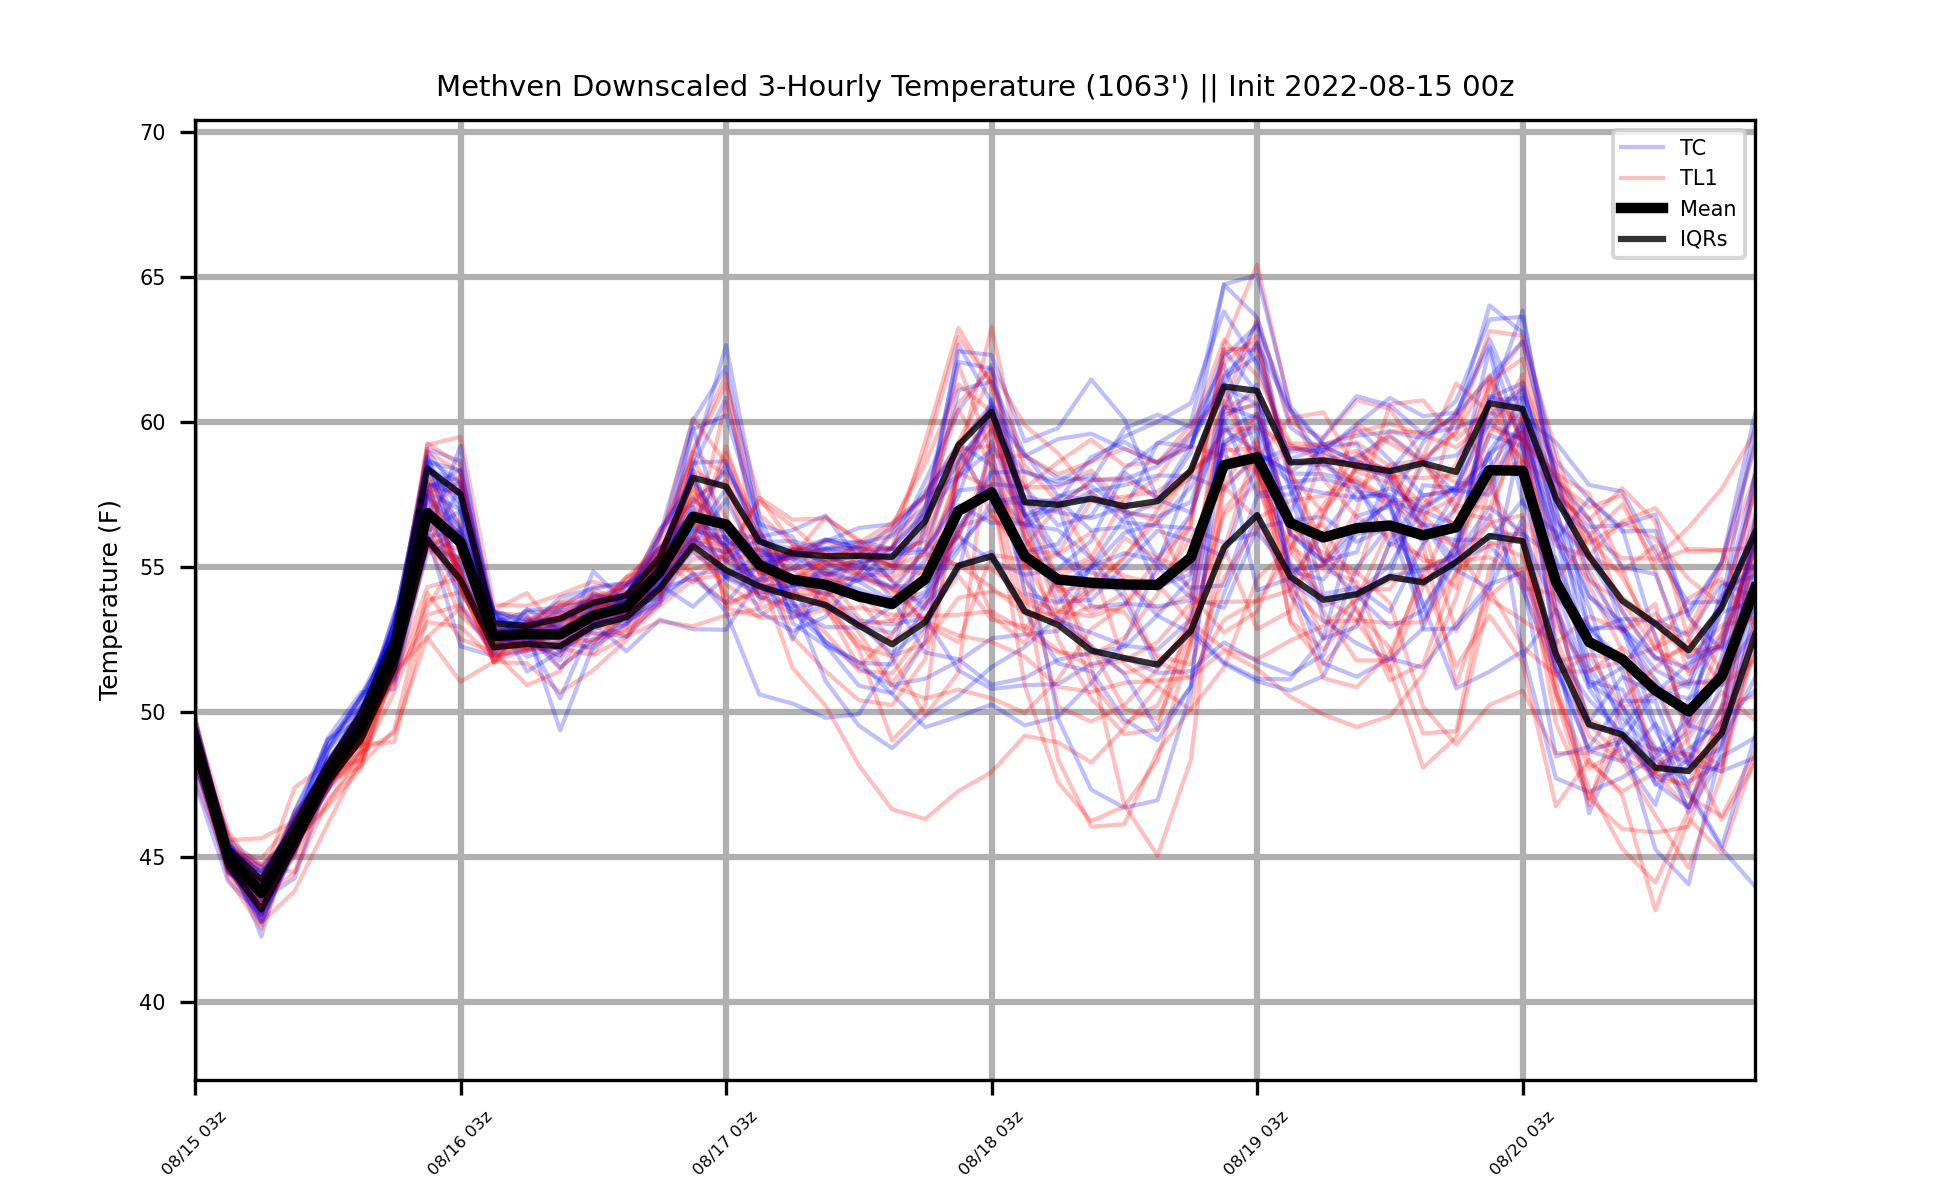 Methven Downscaled 3-Hourly Temperature (1063') || Init 2022-08-15 00z
TC
TL1
Mean
IQRs
Temperature (F)
70
65
60
55
50
45
40
08/15 03z
08/16 03z
08/17 03z
08/18 03z
08/19 03z
08/20 03z